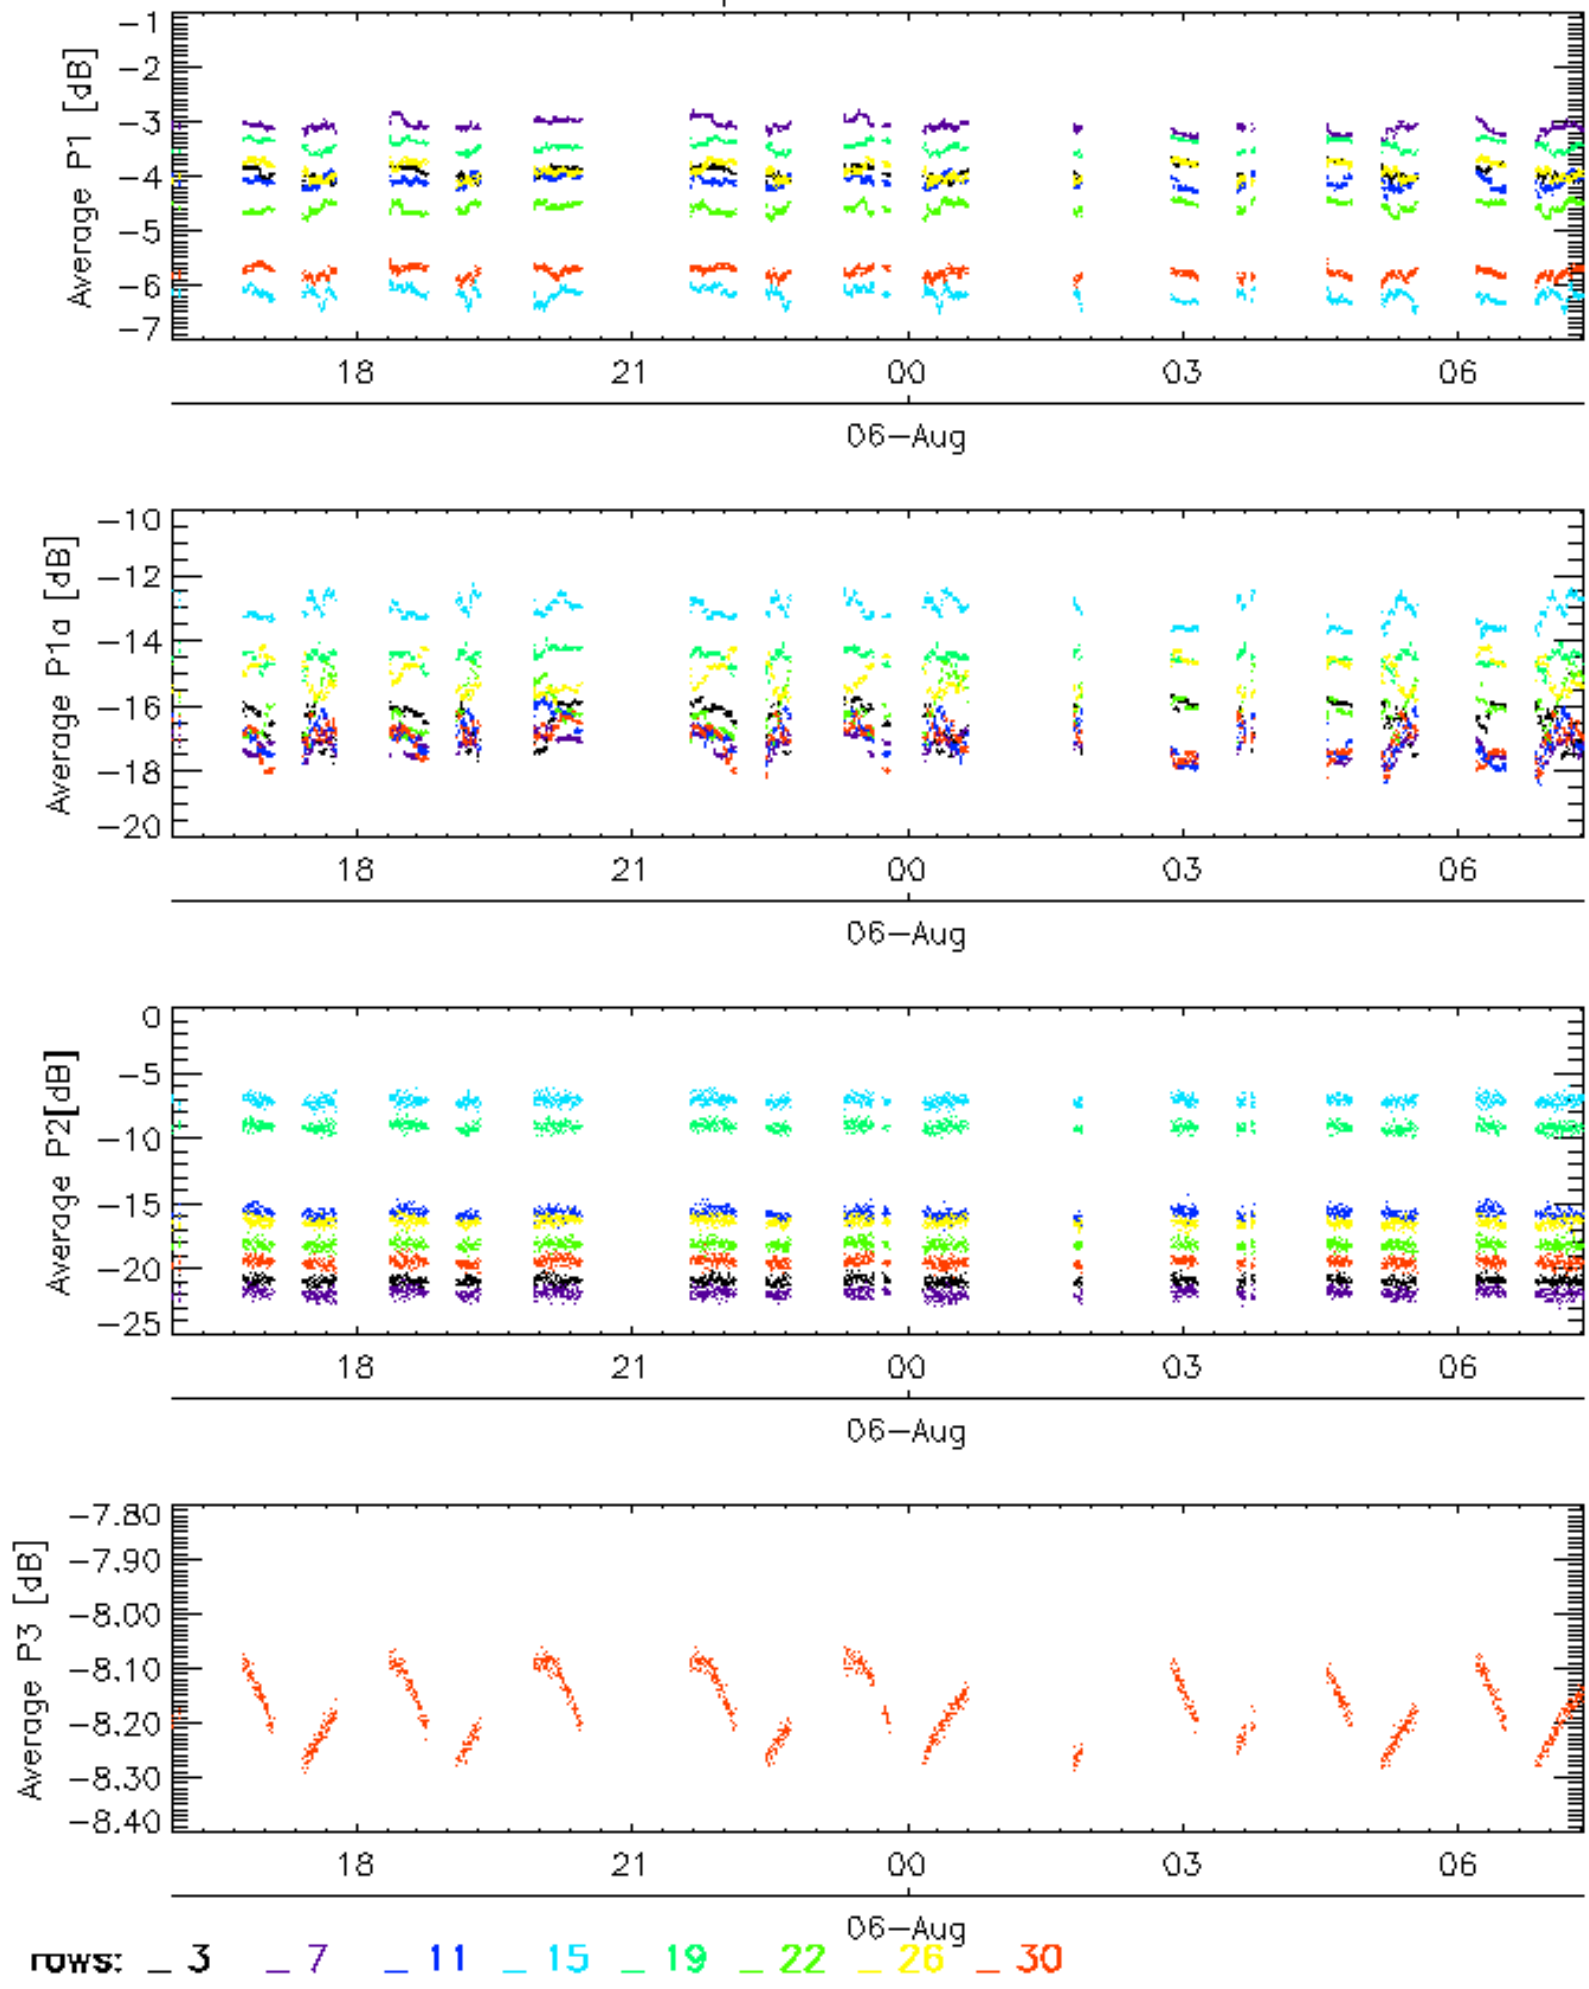 Average P1 [dB]
-1
-2
-3
-4
-5
-6
-7
18 21 00 03 06
06-Aug
Average P1a [dB]
-10
-12
-14
-16
-18
-20
18 21 00 03 06
06-Aug
Average P2[dB]
0
-5
-10
-15
-20
-25
18 21 00 03 06
06-Aug
Average P3 [dB]
-7.80
-7.90
-8.00
-8.10
-8.20
-8.30
-8.40
18 21 00 03 06
06-Aug
rows: _ 3 _ 7 _ 11 _ 15 _ 19 _ 22 _ 26 _ 30